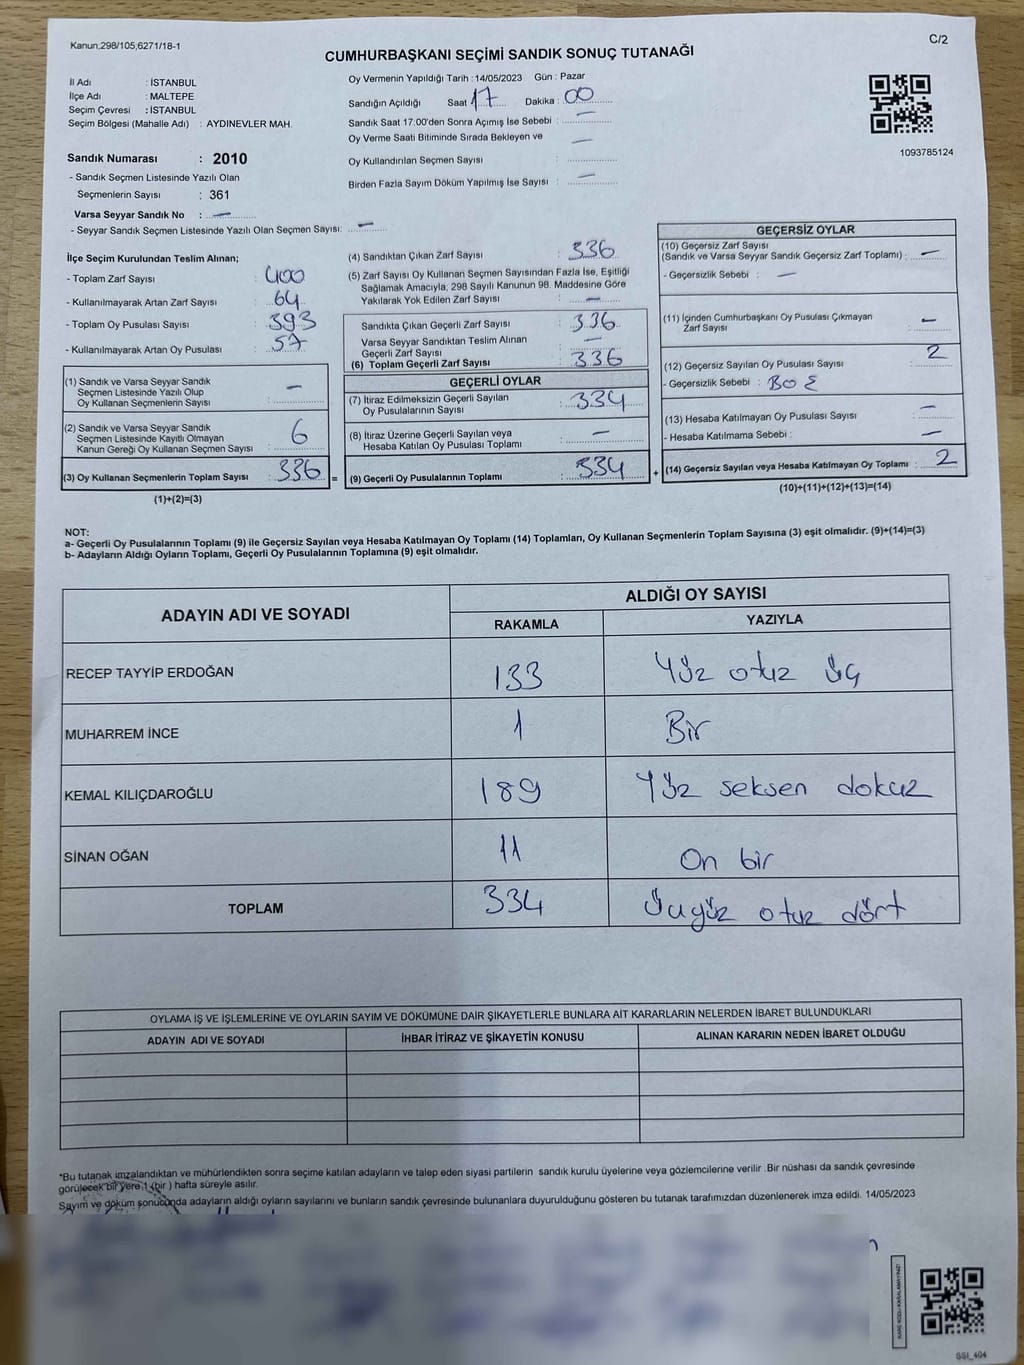 Kanun;298/105;6271/18-1
C/2
CUMHURBAŞKANI SEÇİMİ SANDIK SONUÇ TUTANAĞI
İl Adı : İSTANBUL
İlçe Adı : MALTEPE
Seçim Çevresi : İSTANBUL
Seçim Bölgesi (Mahalle Adı) : AYDINEVLER MAH.
Sandık Numarası : 2010
- Sandık Seçmen Listesinde Yazılı Olan
Seçmenlerin Sayısı : 361
Varsa Seyyar Sandık No : —
- Seyyar Sandık Seçmen Listesinde Yazılı Olan Seçmen Sayısı: —
Oy Vermenin Yapıldığı Tarih : 14/05/2023 Gün : Pazar
Sandığın Açıldığı Saat 17 Dakika : 00
Sandık Saat 17.00'den Sonra Açımış İse Sebebi : —
Oy Verme Saati Bitiminde Sırada Bekleyen ve —
Oy Kullandırılan Seçmen Sayısı :
Birden Fazla Sayım Döküm Yapılmış İse Sayısı : —
1093785124
İlçe Seçim Kurulundan Teslim Alınan;
- Toplam Zarf Sayısı : 400
- Kullanılmayarak Artan Zarf Sayısı : 64
- Toplam Oy Pusulası Sayısı : 393
- Kullanılmayarak Artan Oy Pusulası : 57
(1) Sandık ve Varsa Seyyar Sandık
Seçmen Listesinde Yazılı Olup
Oy Kullanan Seçmenlerin Sayısı : —
(2) Sandık ve Varsa Seyyar Sandık
Seçmen Listesinde Kayıtlı Olmayan
Kanun Gereği Oy Kullanan Seçmen Sayısı : 6
(3) Oy Kullanan Seçmenlerin Toplam Sayısı : 336 =
(1)+(2)=(3)
(4) Sandıktan Çıkan Zarf Sayısı : 336
(5) Zarf Sayısı Oy Kullanan Seçmen Sayısından Fazla İse, Eşitliği
Sağlamak Amacıyla, 298 Sayılı Kanunun 98. Maddesine Göre
Yakılarak Yok Edilen Zarf Sayısı : —
Sandıkta Çıkan Geçerli Zarf Sayısı : 336
Varsa Seyyar Sandıktan Teslim Alınan
Geçerli Zarf Sayısı : —
(6) Toplam Geçerli Zarf Sayısı : 336
GEÇERLİ OYLAR
(7) İtiraz Edilmeksizin Geçerli Sayılan
Oy Pusulalarının Sayısı : 334
(8) İtiraz Üzerine Geçerli Sayılan veya
Hesaba Katılan Oy Pusulası Toplamı : —
(9) Geçerli Oy Pusulalarının Toplamı : 334 +
GEÇERSİZ OYLAR
(10) Geçersiz Zarf Sayısı
(Sandık ve Varsa Seyyar Sandık Geçersiz Zarf Toplamı) : —
- Geçersizlik Sebebi : —
(11) İçinden Cumhurbaşkanı Oy Pusulası Çıkmayan
Zarf Sayısı : —
(12) Geçersiz Sayılan Oy Pusulası Sayısı : 2
- Geçersizlik Sebebi :
(13) Hesaba Katılmayan Oy Pusulası Sayısı : —
- Hesaba Katılmama Sebebi : —
(14) Geçersiz Sayılan veya Hesaba Katılmayan Oy Toplamı : 2
(10)+(11)+(12)+(13)=(14)
NOT:
a- Geçerli Oy Pusulalarının Toplamı (9) ile Geçersiz Sayılan veya Hesaba Katılmayan Oy Toplamı (14) Toplamları, Oy Kullanan Seçmenlerin Toplam Sayısına (3) eşit olmalıdır. (9)+(14)=(3)
b- Adayların Aldığı Oyların Toplamı, Geçerli Oy Pusulalarının Toplamına (9) eşit olmalıdır.
ADAYIN ADI VE SOYADI
ALDIĞI OY SAYISI
RAKAMLA YAZIYLA
RECEP TAYYİP ERDOĞAN 133 Yüz otuz üç
MUHARREM İNCE 1 Bir
KEMAL KILIÇDAROĞLU 189 Yüz seksen dokuz
SİNAN OĞAN 11 On bir
TOPLAM 334 Üçyüz otuz dört
OYLAMA İŞ VE İŞLEMLERİNE VE OYLARIN SAYIM VE DÖKÜMÜNE DAİR ŞİKAYETLERLE BUNLARA AİT KARARLARIN NELERDEN İBARET BULUNDUKLARI
ADAYIN ADI VE SOYADI İHBAR İTİRAZ VE ŞİKAYETİN KONUSU ALINAN KARARIN NEDEN İBARET OLDUĞU
*Bu tutanak imzalandıktan ve mühürlendikten sonra seçime katılan adayların ve talep eden siyasi partilerin sandık kurulu üyelerine veya gözlemcilerine verilir .Bir nüshası da sandık çevresinde
görülecek bir yere 1 (bir ) hafta süreyle asılır.
Sayım ve döküm sonucunda adayların aldığı oyların sayılarını ve bunların sandık çevresinde bulunanlara duyurulduğunu gösteren bu tutanak tarafımızdan düzenlenerek imza edildi. 14/05/2023
KARE KODU KARALAMAYINIZ!
SSI_404